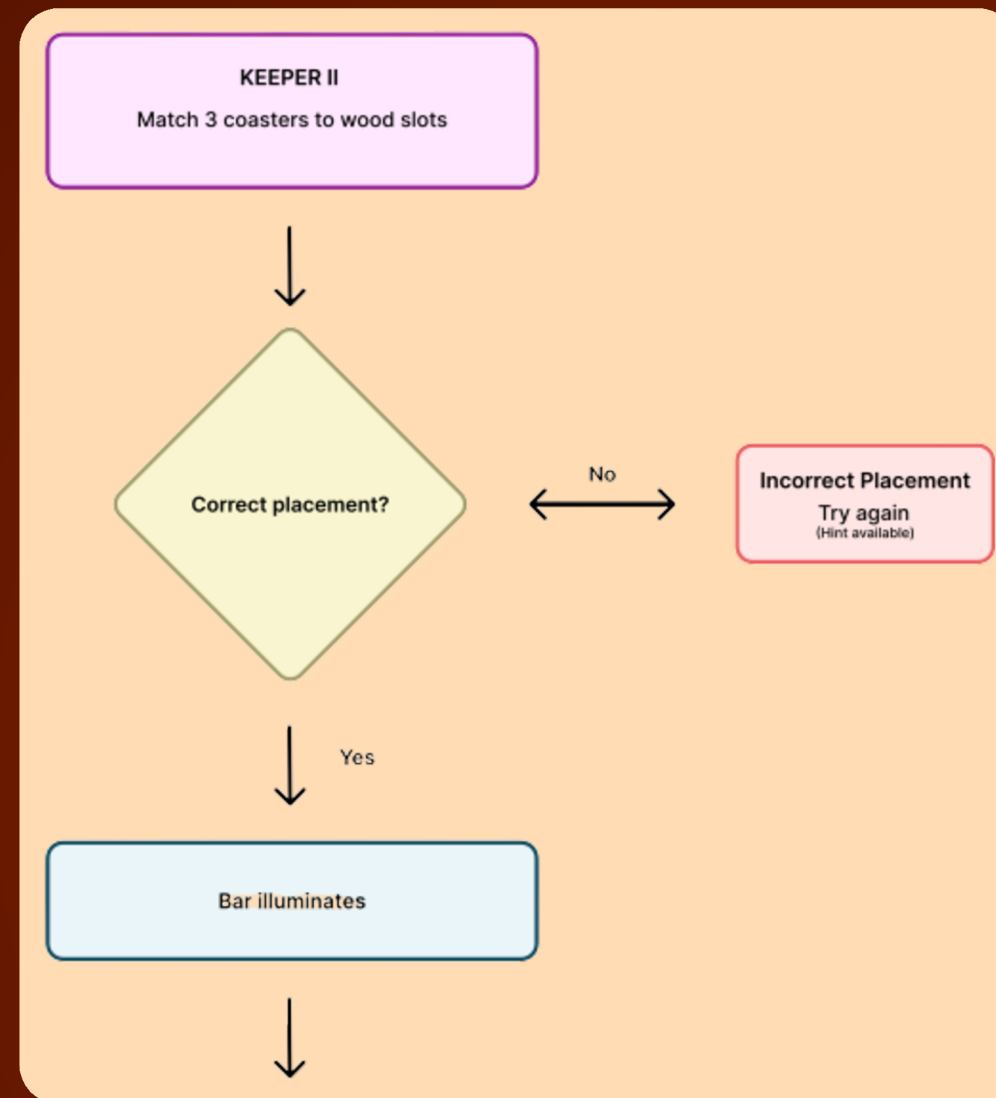 KEEPER II
Match 3 coasters to wood slots
Correct placement?
No
Incorrect Placement
Try again
(Hint available)
Yes
Bar illuminates